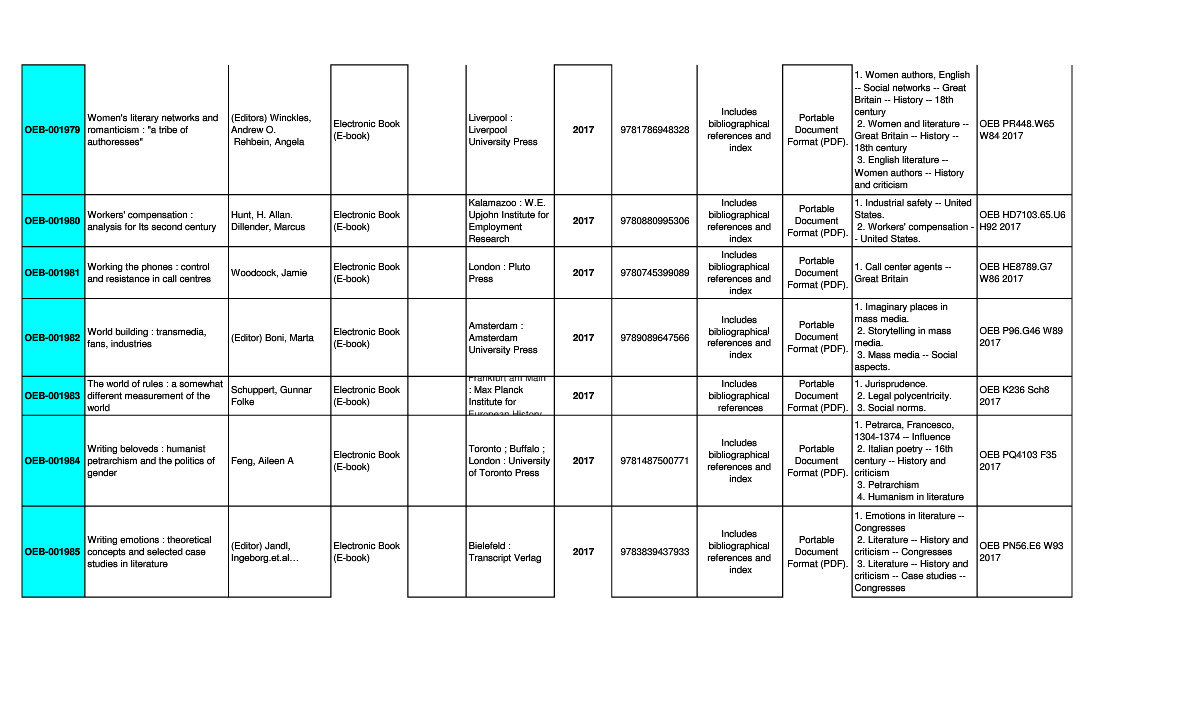 OEB-001979
Women's literary networks and
romanticism : "a tribe of
authoresses"
(Editors) Winckles,
Andrew O.
Rehbein, Angela
Electronic Book
(E-book)
Liverpool :
Liverpool
University Press
2017
9781786948328
Includes
bibliographical
references and
index
Portable
Document
Format (PDF).
1. Women authors, English
-- Social networks -- Great
Britain -- History -- 18th
century
2. Women and literature --
Great Britain -- History --
18th century
3. English literature --
Women authors -- History
and criticism
OEB PR448.W65
W84 2017
OEB-001980
Workers' compensation :
analysis for Its second century
Hunt, H. Allan.
Dillender, Marcus
Electronic Book
(E-book)
Kalamazoo : W.E.
Upjohn Institute for
Employment
Research
2017
9780880995306
Includes
bibliographical
references and
index
Portable
Document
Format (PDF).
1. Industrial safety -- United
States.
2. Workers' compensation -
- United States.
OEB HD7103.65.U6
H92 2017
OEB-001981
Working the phones : control
and resistance in call centres
Woodcock, Jamie
Electronic Book
(E-book)
London : Pluto
Press
2017
9780745399089
Includes
bibliographical
references and
index
Portable
Document
Format (PDF).
1. Call center agents --
Great Britain
OEB HE8789.G7
W86 2017
OEB-001982
World building : transmedia,
fans, industries
(Editor) Boni, Marta
Electronic Book
(E-book)
Amsterdam :
Amsterdam
University Press
2017
9789089647566
Includes
bibliographical
references and
index
Portable
Document
Format (PDF).
1. Imaginary places in
mass media.
2. Storytelling in mass
media.
3. Mass media -- Social
aspects.
OEB P96.G46 W89
2017
OEB-001983
The world of rules : a somewhat
different measurement of the
world
Schuppert, Gunnar
Folke
Electronic Book
(E-book)
Frankfurt am Main
: Max Planck
Institute for
European History
2017
Includes
bibliographical
references
Portable
Document
Format (PDF).
1. Jurisprudence.
2. Legal polycentricity.
3. Social norms.
OEB K236 Sch8
2017
OEB-001984
Writing beloveds : humanist
petrarchism and the politics of
gender
Feng, Aileen A
Electronic Book
(E-book)
Toronto ; Buffalo ;
London : University
of Toronto Press
2017
9781487500771
Includes
bibliographical
references and
index
Portable
Document
Format (PDF).
1. Petrarca, Francesco,
1304-1374 -- Influence
2. Italian poetry -- 16th
century -- History and
criticism
3. Petrarchism
4. Humanism in literature
OEB PQ4103 F35
2017
OEB-001985
Writing emotions : theoretical
concepts and selected case
studies in literature
(Editor) Jandl,
Ingeborg.et.al…
Electronic Book
(E-book)
Bielefeld :
Transcript Verlag
2017
9783839437933
Includes
bibliographical
references and
index
Portable
Document
Format (PDF).
1. Emotions in literature --
Congresses
2. Literature -- History and
criticism -- Congresses
3. Literature -- History and
criticism -- Case studies --
Congresses
OEB PN56.E6 W93
2017